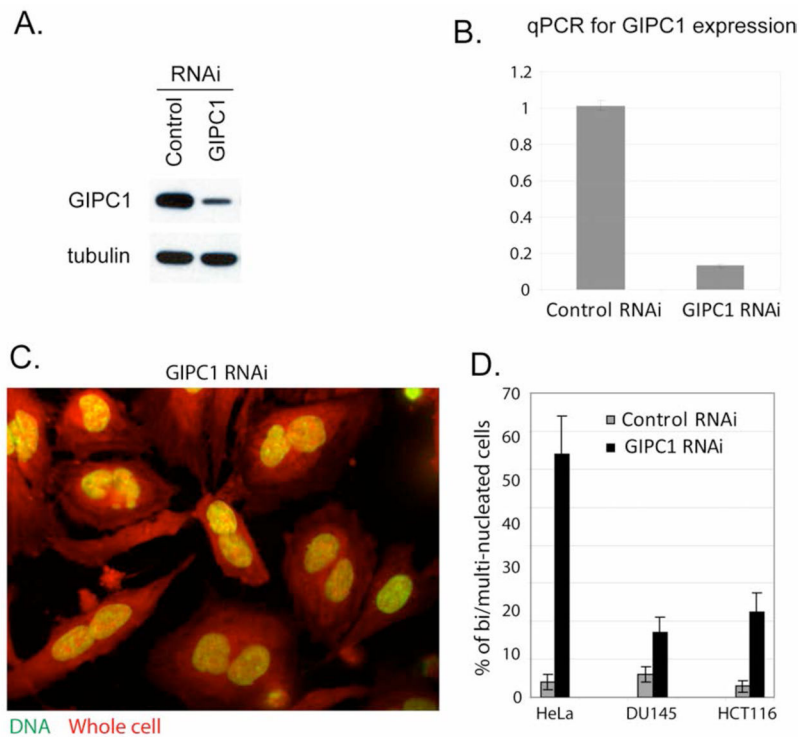 A.
RNAi
Control
GIPC1
GIPC1
tubulin
B.
qPCR for GIPC1 expression
1.2
1
0.8
0.6
0.4
0.2
0
Control RNAi
GIPC1 RNAi
C.
GIPC1 RNAi
DNA Whole cell
D.
% of bi/multi-nucleated cells
70
60
50
40
30
20
10
0
Control RNAi
GIPC1 RNAi
HeLa
DU145
HCT116